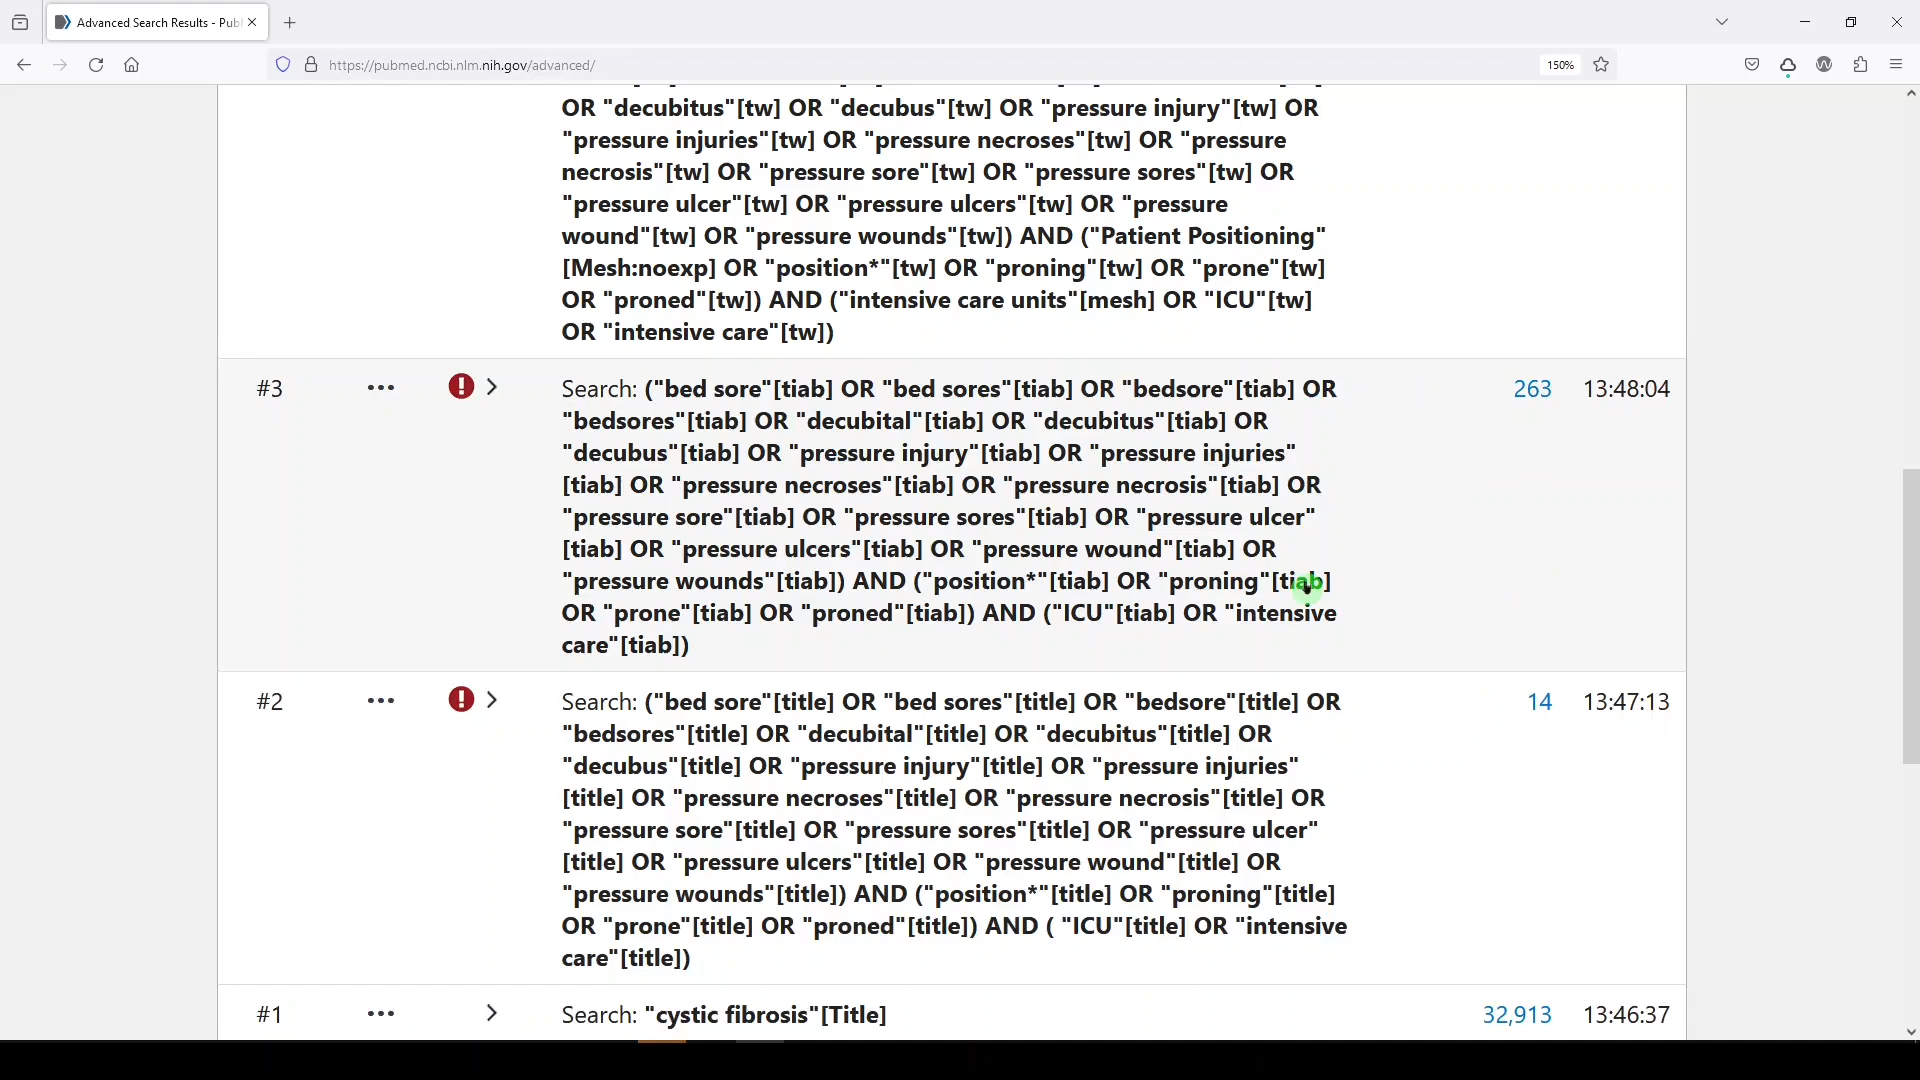 Advanced Search Results - Pub
https://pubmed.ncbi.nlm.nih.gov/advanced/
150%
OR "decubitus"[tw] OR "decubus"[tw] OR "pressure injury"[tw] OR
"pressure injuries"[tw] OR "pressure necroses"[tw] OR "pressure
necrosis"[tw] OR "pressure sore"[tw] OR "pressure sores"[tw] OR
"pressure ulcer"[tw] OR "pressure ulcers"[tw] OR "pressure
wound"[tw] OR "pressure wounds"[tw]) AND ("Patient Positioning"
[Mesh:noexp] OR "position*"[tw] OR "proning"[tw] OR "prone"[tw]
OR "proned"[tw]) AND ("intensive care units"[mesh] OR "ICU"[tw]
OR "intensive care"[tw])
#3 Search: ("bed sore"[tiab] OR "bed sores"[tiab] OR "bedsore"[tiab] OR 263 13:48:04
"bedsores"[tiab] OR "decubital"[tiab] OR "decubitus"[tiab] OR
"decubus"[tiab] OR "pressure injury"[tiab] OR "pressure injuries"
[tiab] OR "pressure necroses"[tiab] OR "pressure necrosis"[tiab] OR
"pressure sore"[tiab] OR "pressure sores"[tiab] OR "pressure ulcer"
[tiab] OR "pressure ulcers"[tiab] OR "pressure wound"[tiab] OR
"pressure wounds"[tiab]) AND ("position*"[tiab] OR "proning"[tiab]
OR "prone"[tiab] OR "proned"[tiab]) AND ("ICU"[tiab] OR "intensive
care"[tiab])
#2 Search: ("bed sore"[title] OR "bed sores"[title] OR "bedsore"[title] OR 14 13:47:13
"bedsores"[title] OR "decubital"[title] OR "decubitus"[title] OR
"decubus"[title] OR "pressure injury"[title] OR "pressure injuries"
[title] OR "pressure necroses"[title] OR "pressure necrosis"[title] OR
"pressure sore"[title] OR "pressure sores"[title] OR "pressure ulcer"
[title] OR "pressure ulcers"[title] OR "pressure wound"[title] OR
"pressure wounds"[title]) AND ("position*"[title] OR "proning"[title]
OR "prone"[title] OR "proned"[title]) AND ( "ICU"[title] OR "intensive
care"[title])
#1 Search: "cystic fibrosis"[Title] 32,913 13:46:37